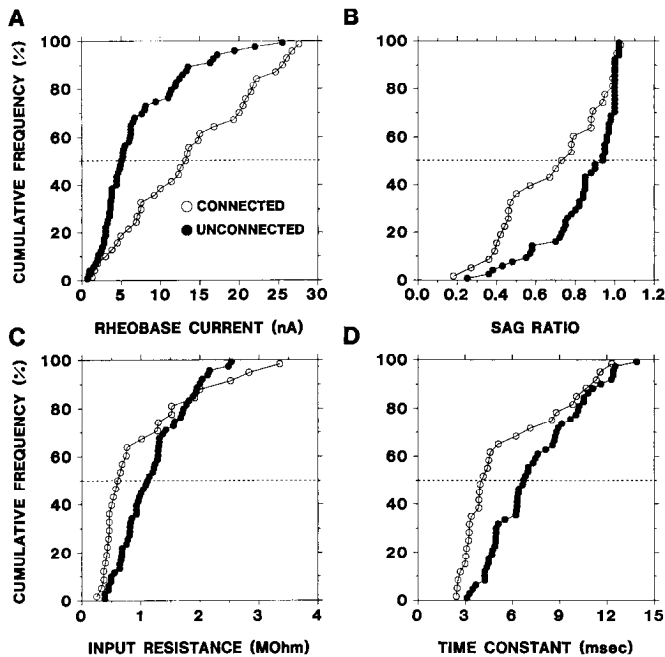 A
CUMULATIVE FREQUENCY (%)
100
80
60
40
20
0
0 5 10 15 20 25 30
RHEOBASE CURRENT (nA)
CONNECTED
UNCONNECTED
B
100
80
60
40
20
0
0.0 0.2 0.4 0.6 0.8 1.0 1.2
SAG RATIO
C
CUMULATIVE FREQUENCY (%)
100
80
60
40
20
0
0 1 2 3 4
INPUT RESISTANCE (MOhm)
D
100
80
60
40
20
0
0 3 6 9 12 15
TIME CONSTANT (msec)